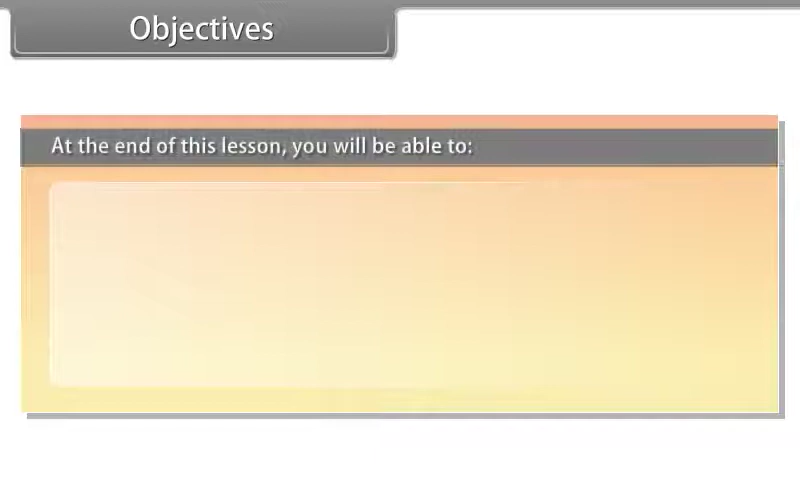 Objectives
At the end of this lesson, you will be able to: